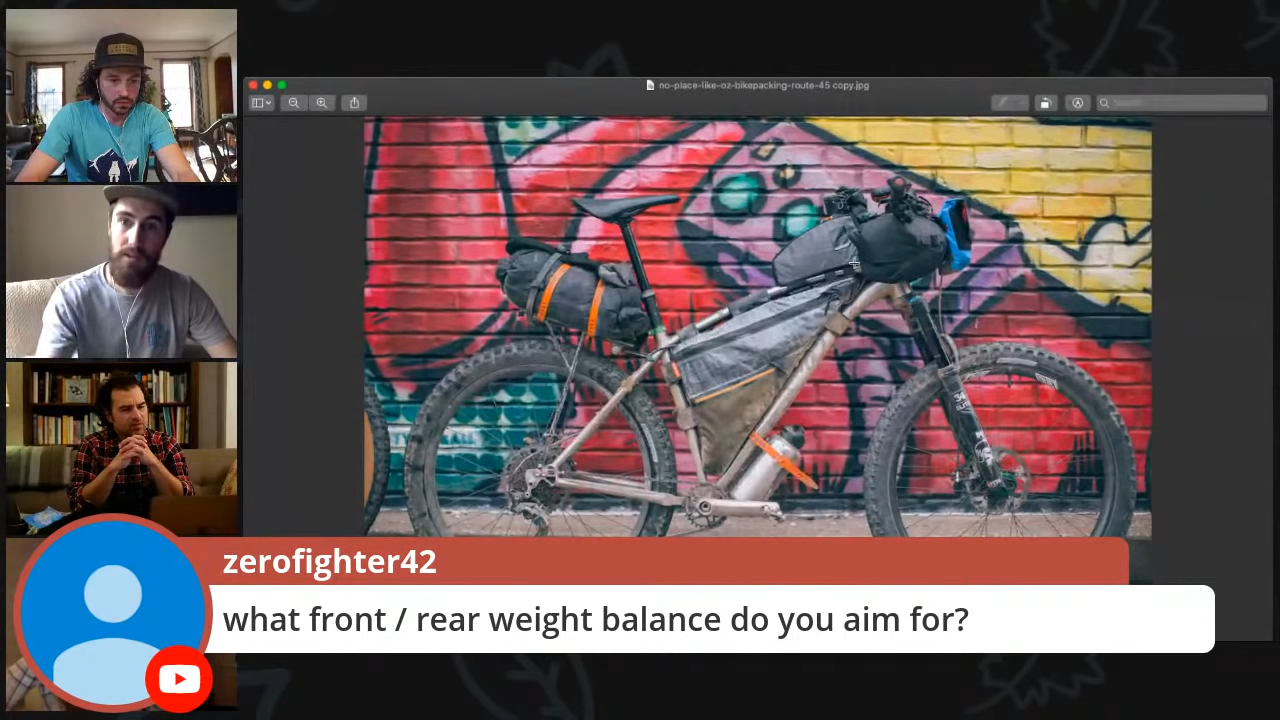 no-place-like-oz-bikepacking-route-45 copy.jpg
34
zerofighter42
what front / rear weight balance do you aim for?